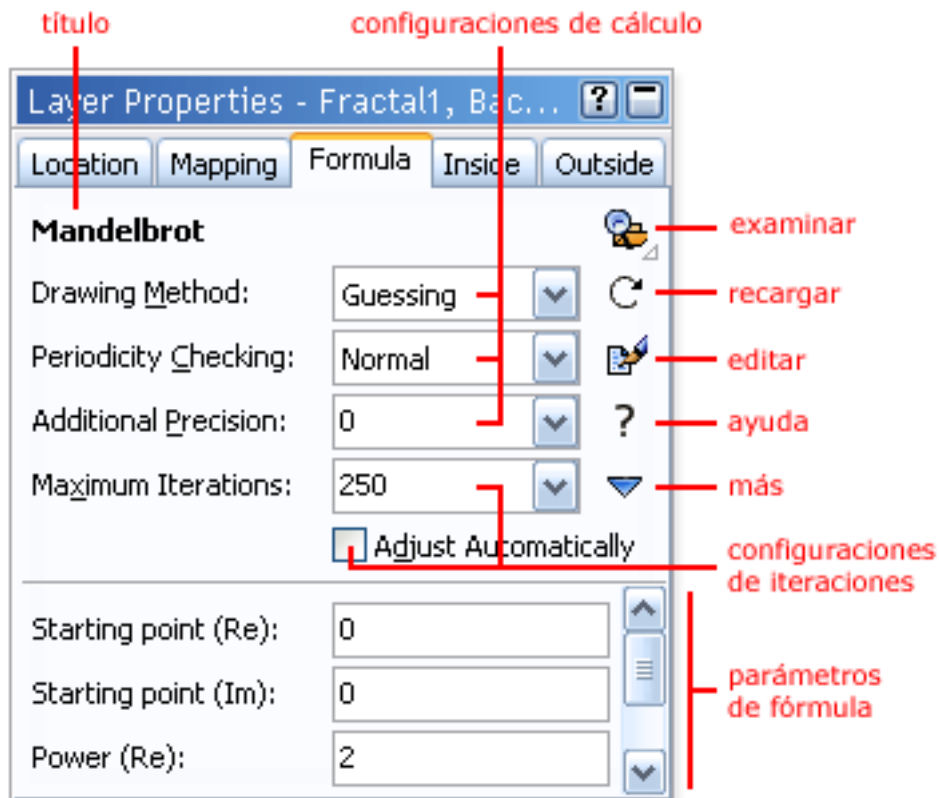 título
configuraciones de cálculo
Layer Properties - Fractal1, Bac... ?
Location Mapping Formula Inside Outside
Mandelbrot
examinar
Drawing Method: Guessing
recargar
Periodicity Checking: Normal
editar
Additional Precision: 0
? ayuda
Maximum Iterations: 250
más
Adjust Automatically
configuraciones
de iteraciones
Starting point (Re): 0
Starting point (Im): 0
parámetros
de fórmula
Power (Re): 2